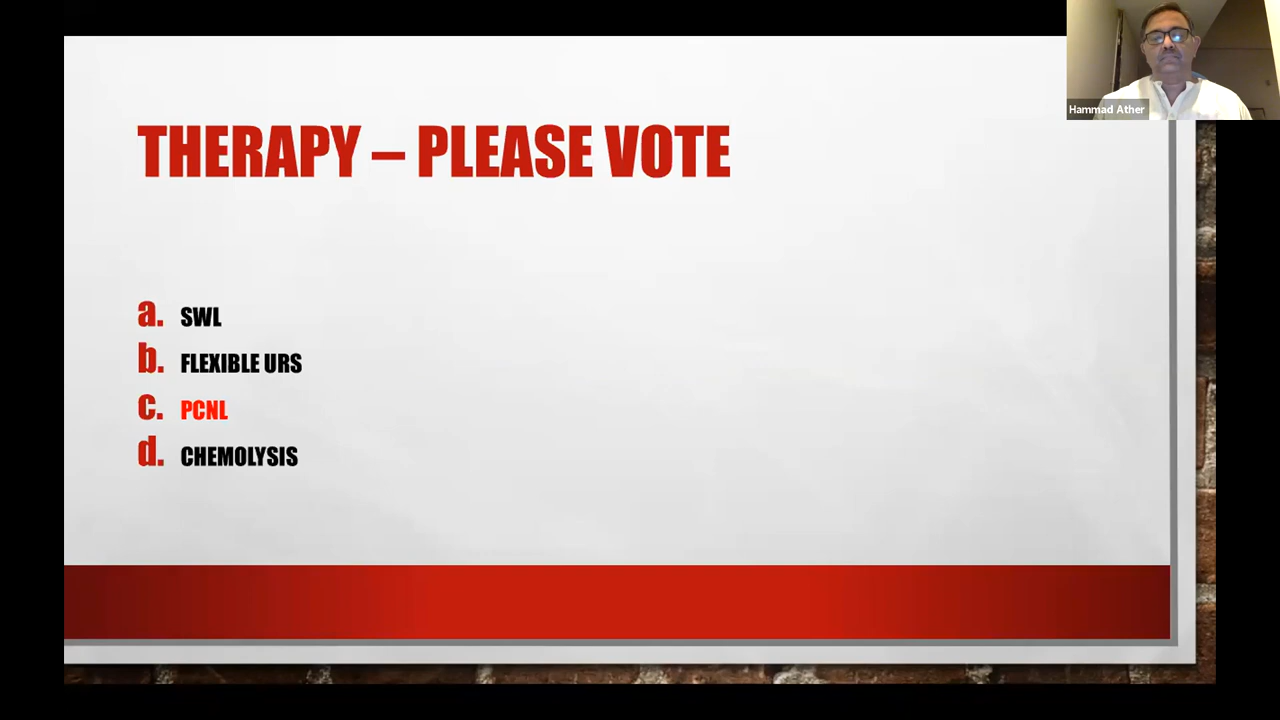 Hammad Ather
THERAPY – PLEASE VOTE
a. SWL
b. FLEXIBLE URS
c. PCNL
d. CHEMOLYSIS